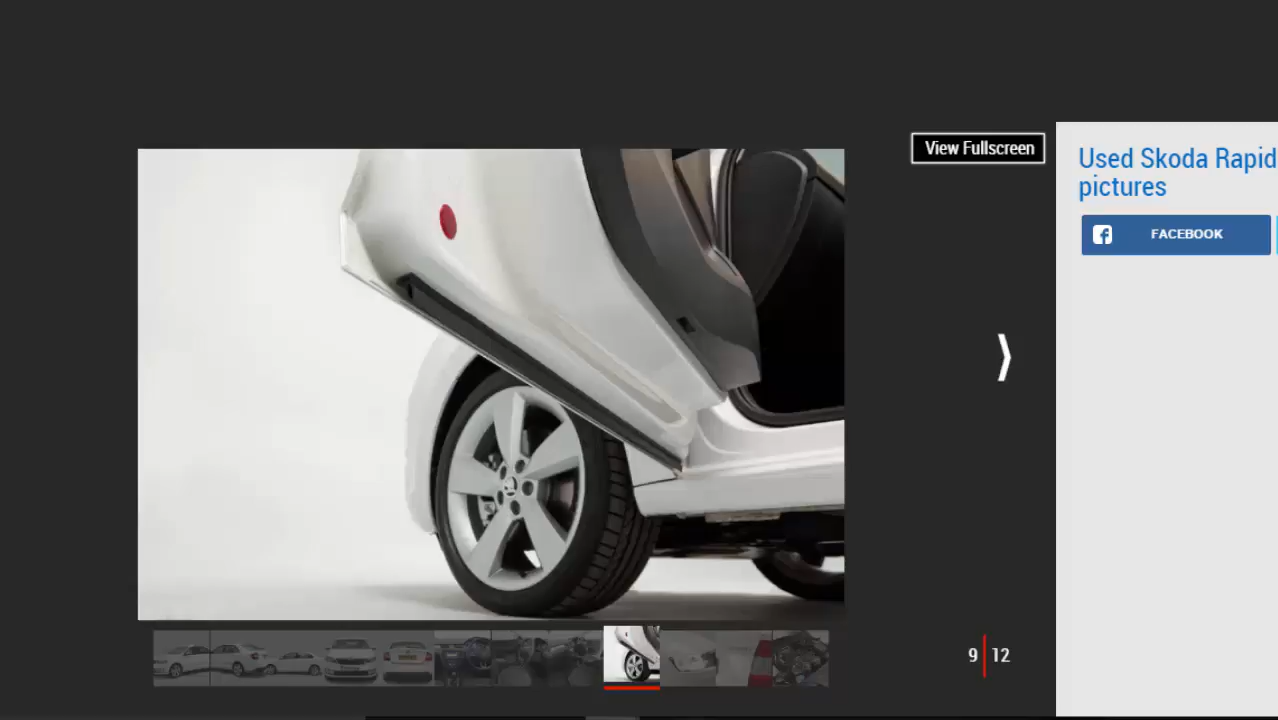 View Fullscreen
Used Skoda Rapid
pictures
FACEBOOK
9 12